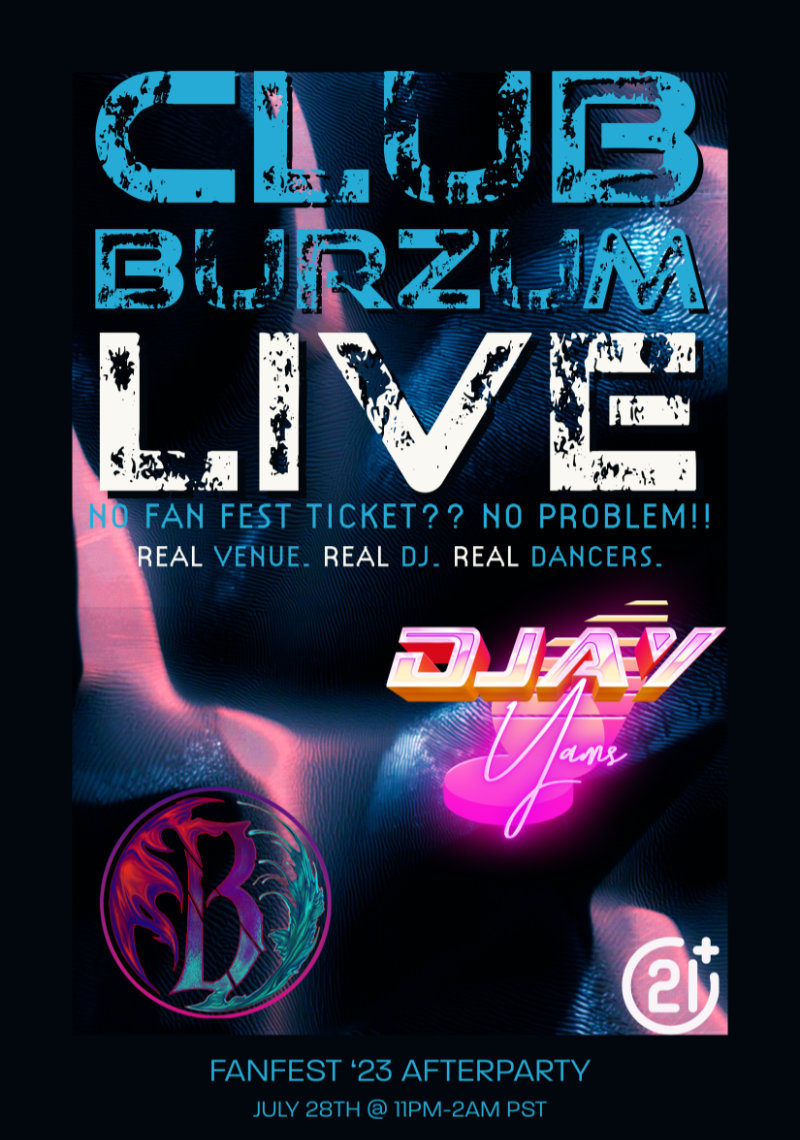 CLUB
BURZUM
LIVE
NO FAN FEST TICKET?? NO PROBLEM!!
REAL VENUE. REAL DJ. REAL DANCERS.
DJAY
Yams
B
21+
FANFEST ‘23 AFTERPARTY
JULY 28TH @ 11PM-2AM PST